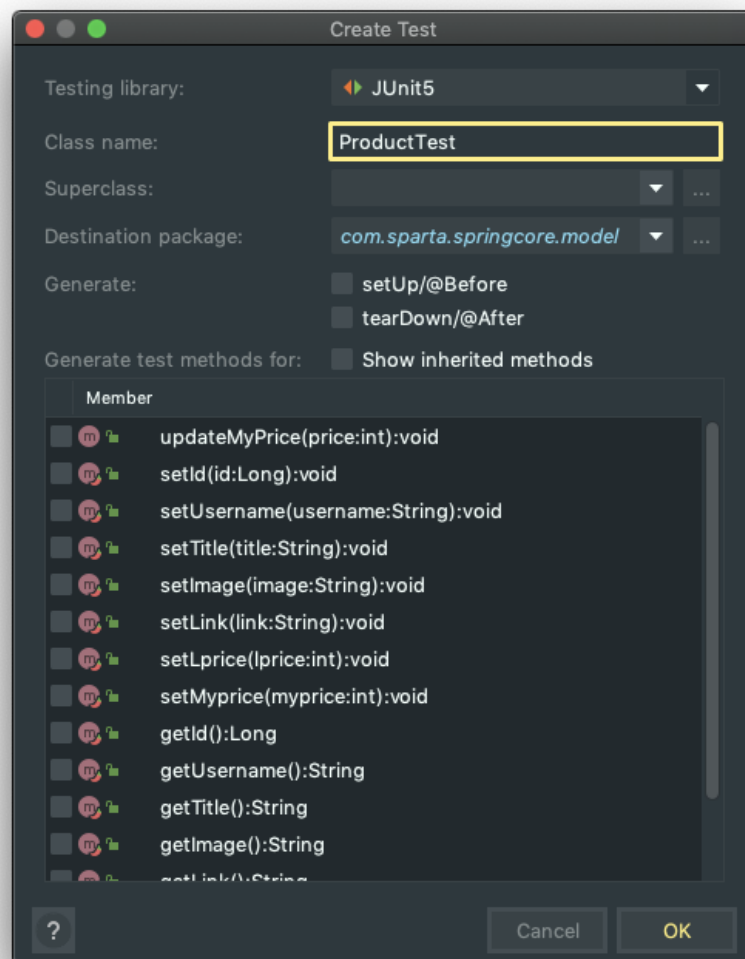 Create Test
Testing library: JUnit5
Class name: ProductTest
Superclass: ...
Destination package: com.sparta.springcore.model ...
Generate: setUp/@Before
tearDown/@After
Generate test methods for: Show inherited methods
Member
m updateMyPrice(price:int):void
m setId(id:Long):void
m setUsername(username:String):void
m setTitle(title:String):void
m setImage(image:String):void
m setLink(link:String):void
m setLprice(lprice:int):void
m setMyprice(myprice:int):void
m getId():Long
m getUsername():String
m getTitle():String
m getImage():String
getLink():String
? Cancel OK